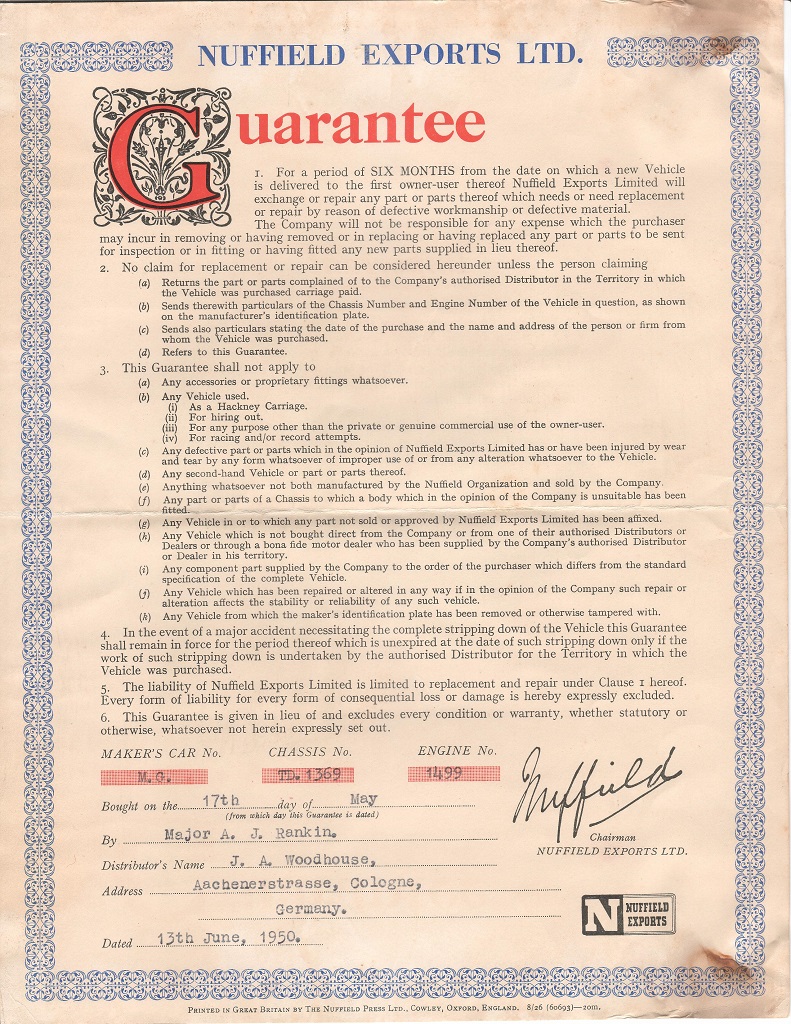 NUFFIELD EXPORTS LTD.
Guarantee
1. For a period of SIX MONTHS from the date on which a new Vehicle
is delivered to the first owner-user thereof Nuffield Exports Limited will
exchange or repair any part or parts thereof which needs or need replacement
or repair by reason of defective workmanship or defective material.
The Company will not be responsible for any expense which the purchaser
may incur in removing or having removed or in replacing or having replaced any part or parts to be sent
for inspection or in fitting or having fitted any new parts supplied in lieu thereof.
2. No claim for replacement or repair can be considered hereunder unless the person claiming
(a) Returns the part or parts complained of to the Company's authorised Distributor in the Territory in which
the Vehicle was purchased carriage paid.
(b) Sends therewith particulars of the Chassis Number and Engine Number of the Vehicle in question, as shown
on the manufacturer's identification plate.
(c) Sends also particulars stating the date of the purchase and the name and address of the person or firm from
whom the Vehicle was purchased.
(d) Refers to this Guarantee.
3. This Guarantee shall not apply to
(a) Any accessories or proprietary fittings whatsoever.
(b) Any Vehicle used.
(i) As a Hackney Carriage.
(ii) For hiring out.
(iii) For any purpose other than the private or genuine commercial use of the owner-user.
(iv) For racing and/or record attempts.
(c) Any defective part or parts which in the opinion of Nuffield Exports Limited has or have been injured by wear
and tear by any form whatsoever of improper use of or from any alteration whatsoever to the Vehicle.
(d) Any second-hand Vehicle or part or parts thereof.
(e) Anything whatsoever not both manufactured by the Nuffield Organization and sold by the Company.
(f) Any part or parts of a Chassis to which a body which in the opinion of the Company is unsuitable has been
fitted.
(g) Any Vehicle in or to which any part not sold or approved by Nuffield Exports Limited has been affixed.
(h) Any Vehicle which is not bought direct from the Company or from one of their authorised Distributors or
Dealers or through a bona fide motor dealer who has been supplied by the Company's authorised Distributor
or Dealer in his territory.
(i) Any component part supplied by the Company to the order of the purchaser which differs from the standard
specification of the complete Vehicle.
(j) Any Vehicle which has been repaired or altered in any way if in the opinion of the Company such repair or
alteration affects the stability or reliability of any such vehicle.
(k) Any Vehicle from which the maker's identification plate has been removed or otherwise tampered with.
4. In the event of a major accident necessitating the complete stripping down of the Vehicle this Guarantee
shall remain in force for the period thereof which is unexpired at the date of such stripping down only if the
work of such stripping down is undertaken by the authorised Distributor for the Territory in which the
Vehicle was purchased.
5. The liability of Nuffield Exports Limited is limited to replacement and repair under Clause 1 hereof.
Every form of liability for every form of consequential loss or damage is hereby expressly excluded.
6. This Guarantee is given in lieu of and excludes every condition or warranty, whether statutory or
otherwise, whatsoever not herein expressly set out.
MAKER'S CAR No. CHASSIS No. ENGINE No.
M.G. TD.1369 1499
Bought on the 17th day of May
(from which day this Guarantee is dated)
By Major A. J. Rankin.
Distributor's Name J. A. Woodhouse,
Address Aachenerstrasse, Cologne,
Germany.
Dated 13th June, 1950.
Nuffield
Chairman
NUFFIELD EXPORTS LTD.
N NUFFIELD
EXPORTS
PRINTED IN GREAT BRITAIN BY THE NUFFIELD PRESS LTD., COWLEY, OXFORD, ENGLAND. 8/26 (60693)—20m.